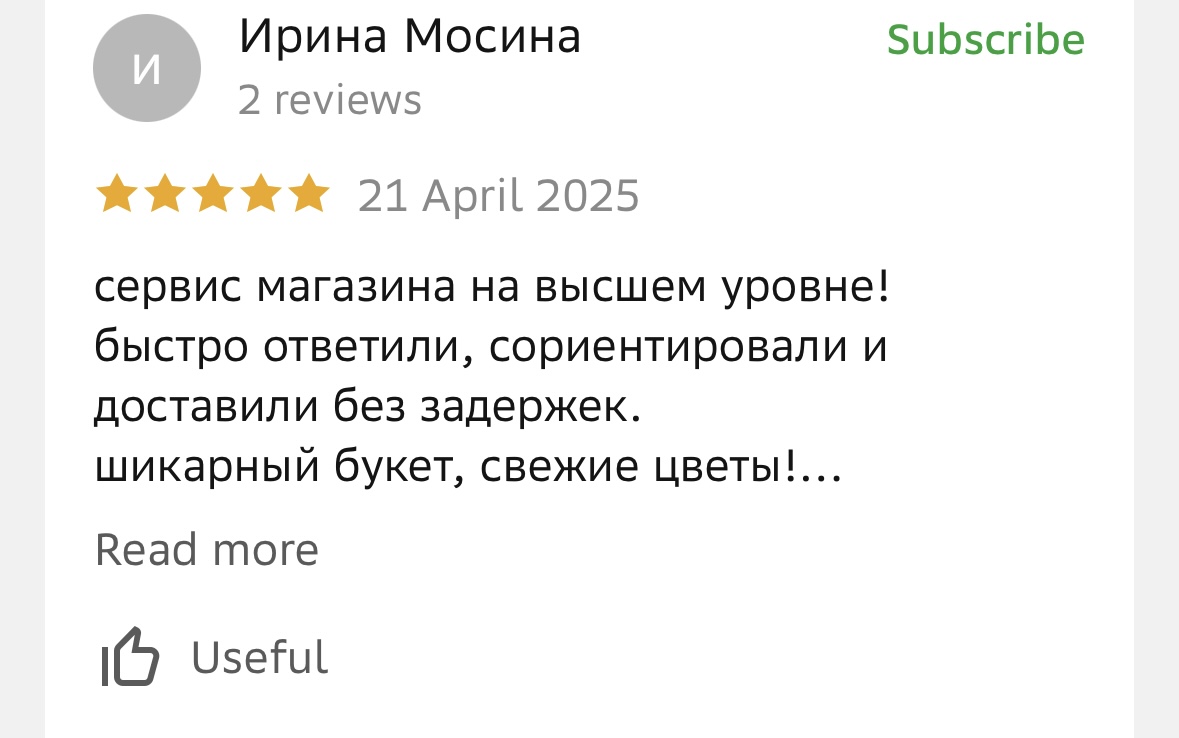 И
Ирина Мосина
Subscribe
2 reviews
21 April 2025
сервис магазина на высшем уровне!
быстро ответили, сориентировали и
доставили без задержек.
шикарный букет, свежие цветы!...
Read more
Useful